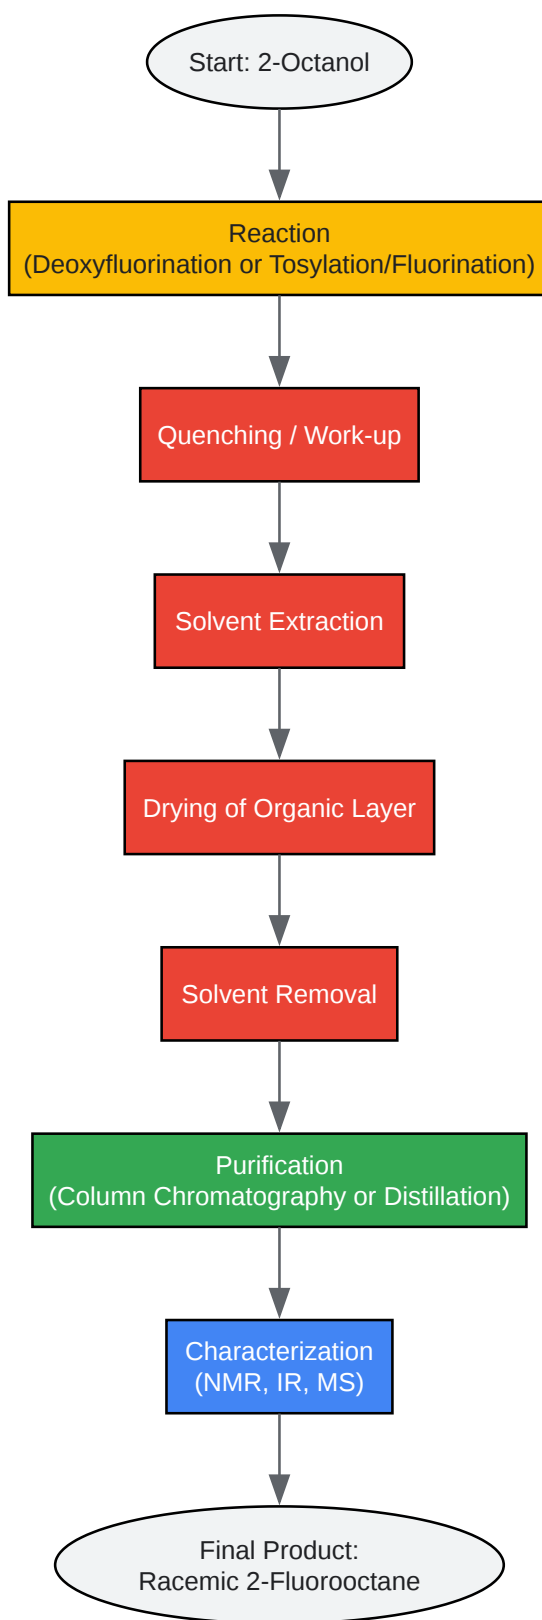 Start: 2-Octanol
Reaction
(Deoxyfluorination or Tosylation/Fluorination)
Quenching / Work-up
Solvent Extraction
Drying of Organic Layer
Solvent Removal
Purification
(Column Chromatography or Distillation)
Characterization
(NMR, IR, MS)
Final Product:
Racemic 2-Fluorooctane